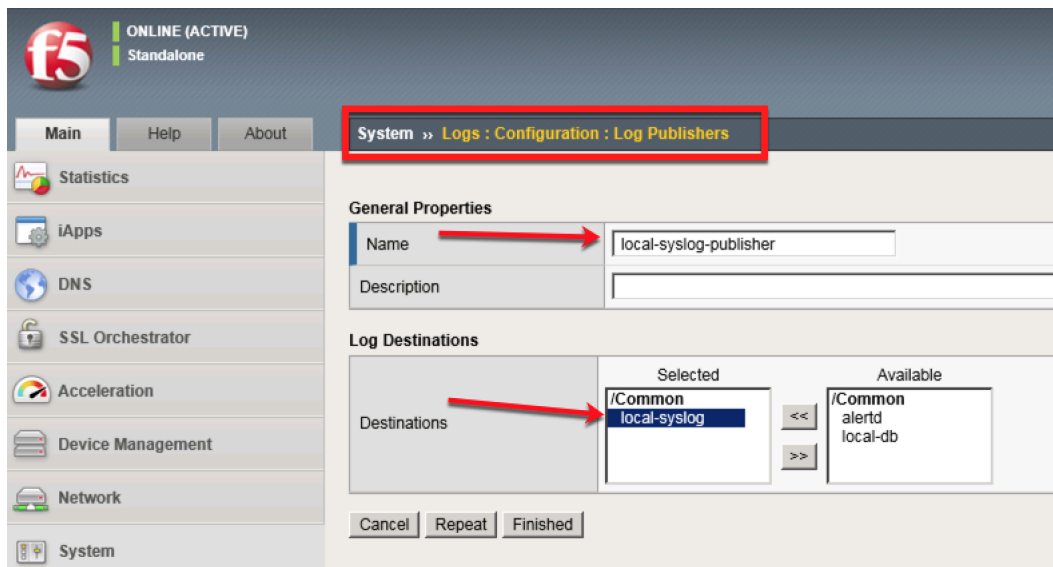 f5
ONLINE (ACTIVE)
Standalone
Main Help About
System ›› Logs : Configuration : Log Publishers
Statistics
iApps
DNS
SSL Orchestrator
Acceleration
Device Management
Network
System
General Properties
Name local-syslog-publisher
Description
Log Destinations
Selected Available
/Common /Common
local-syslog << alertd
Destinations local-db
>>
Cancel Repeat Finished